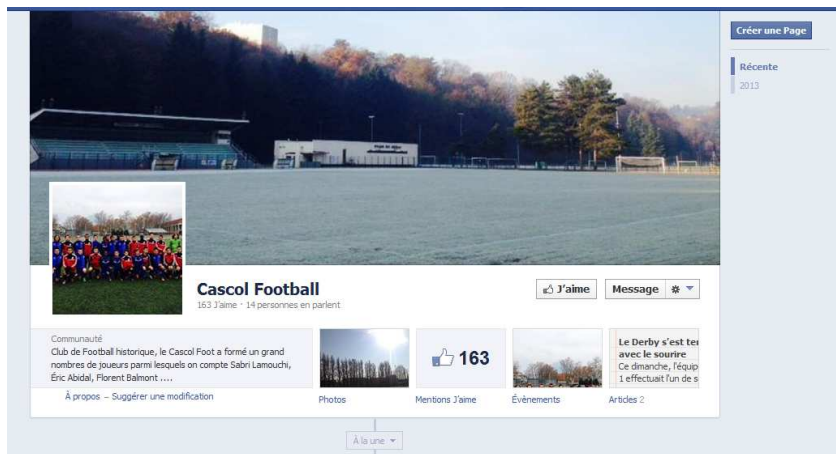 Créer une Page
Récente
2013
Cascol Football
163 J'aime · 14 personnes en parlent
J'aime
Message
Communauté
Club de Football historique, le Cascol Foot a formé un grand
nombres de joueurs parmi lesquels on compte Sabri Lamouchi,
Éric Abidal, Florent Balmont ....
À propos – Suggérer une modification
Photos
163
Mentions J'aime
Évènements
Le Derby s'est ter
avec le sourire
Ce dimanche, l'équip
1 effectuait l'un de s
Articles 2
À la une